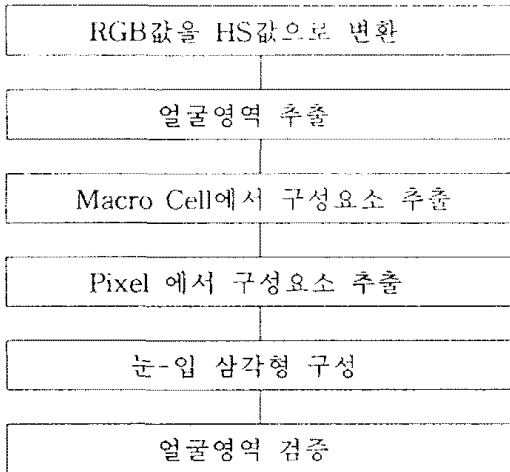 RGB값을 HS값으로 변환
얼굴영역 추출
Macro Cell에서 구성요소 추출
Pixel 에서 구성요소 추출
눈-입 삼각형 구성
얼굴영역 검증